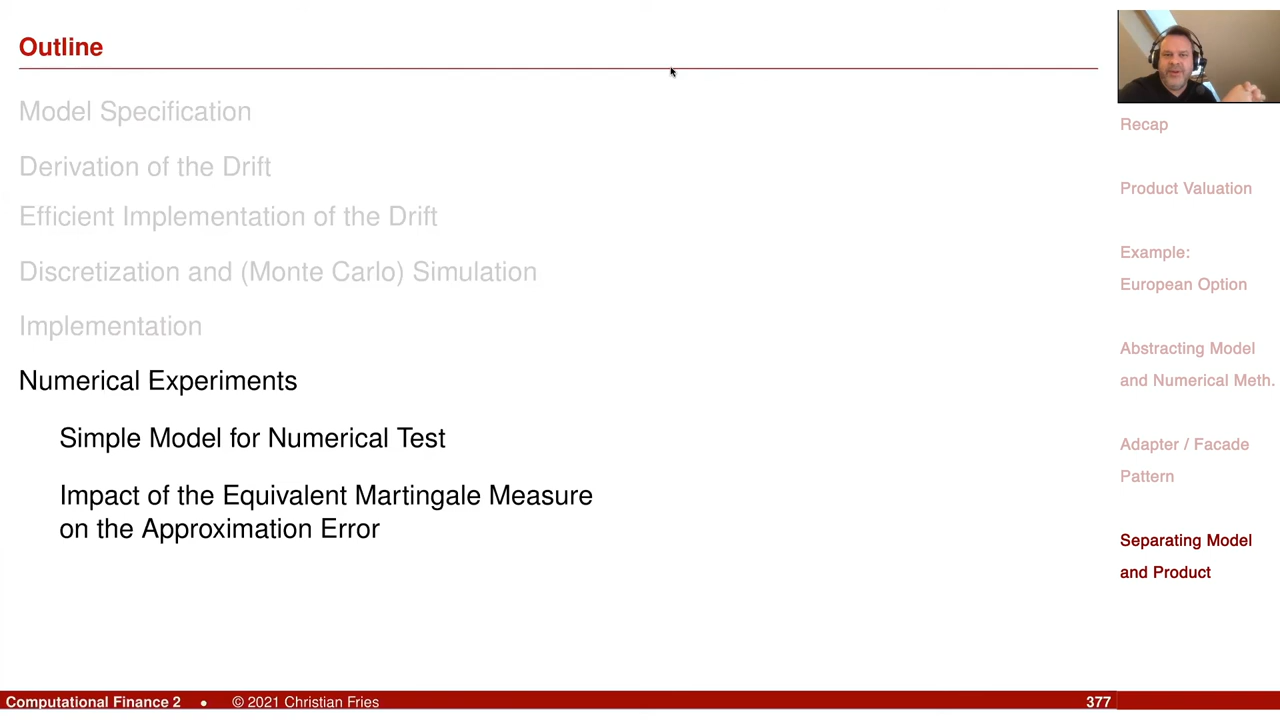 Outline
Model Specification
Derivation of the Drift
Efficient Implementation of the Drift
Discretization and (Monte Carlo) Simulation
Implementation
Numerical Experiments
Simple Model for Numerical Test
Impact of the Equivalent Martingale Measure
on the Approximation Error
Recap
Product Valuation
Example:
European Option
Abstracting Model
and Numerical Meth.
Adapter / Facade
Pattern
Separating Model
and Product
Computational Finance 2 • © 2021 Christian Fries 377